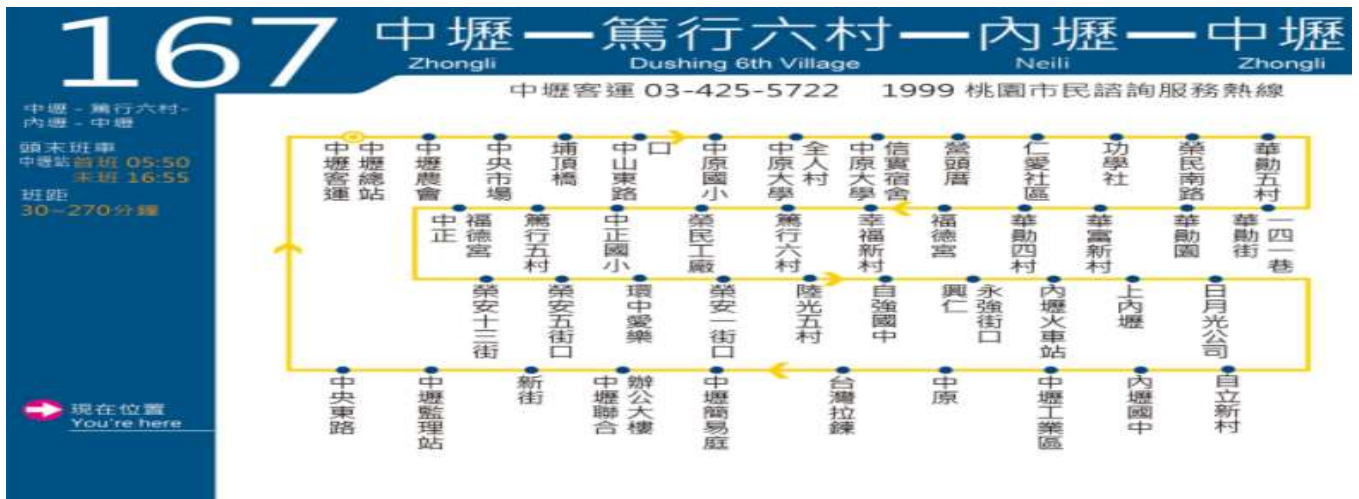 167
中壢－篤行六村－內壢－中壢
Zhongli Dushing 6th Village Neili Zhongli
中壢客運 03-425-5722 1999 桃園市民諮詢服務熱線
中壢 - 篤行六村-
內壢 - 中壢
頭末班車
中壢站 首班 05:50
末班 16:55
班距
30~270分鐘
現在位置
You're here
中壢客運
中壢總站
中壢農會
中央市場
埔頂橋
中山東路
口
中原國小
中原大學
全人村
中原大學
信實宿舍
營頭厝
仁愛社區
功學社
榮民南路
華勛五村
中正
福德宮
篤行五村
中正國小
榮民工廠
篤行六村
幸福新村
福德宮
華勛四村
華富新村
華勛園
華勛街
一四一巷
榮安十三街
榮安五街口
環中愛樂
榮安一街口
陸光五村
自強國中
興仁
永強街口
內壢火車站
上內壢
日月光公司
中央東路
中壢監理站
新街
中壢聯合
辦公大樓
中壢簡易庭
台灣拉鍊
中原
中壢工業區
內壢國中
自立新村